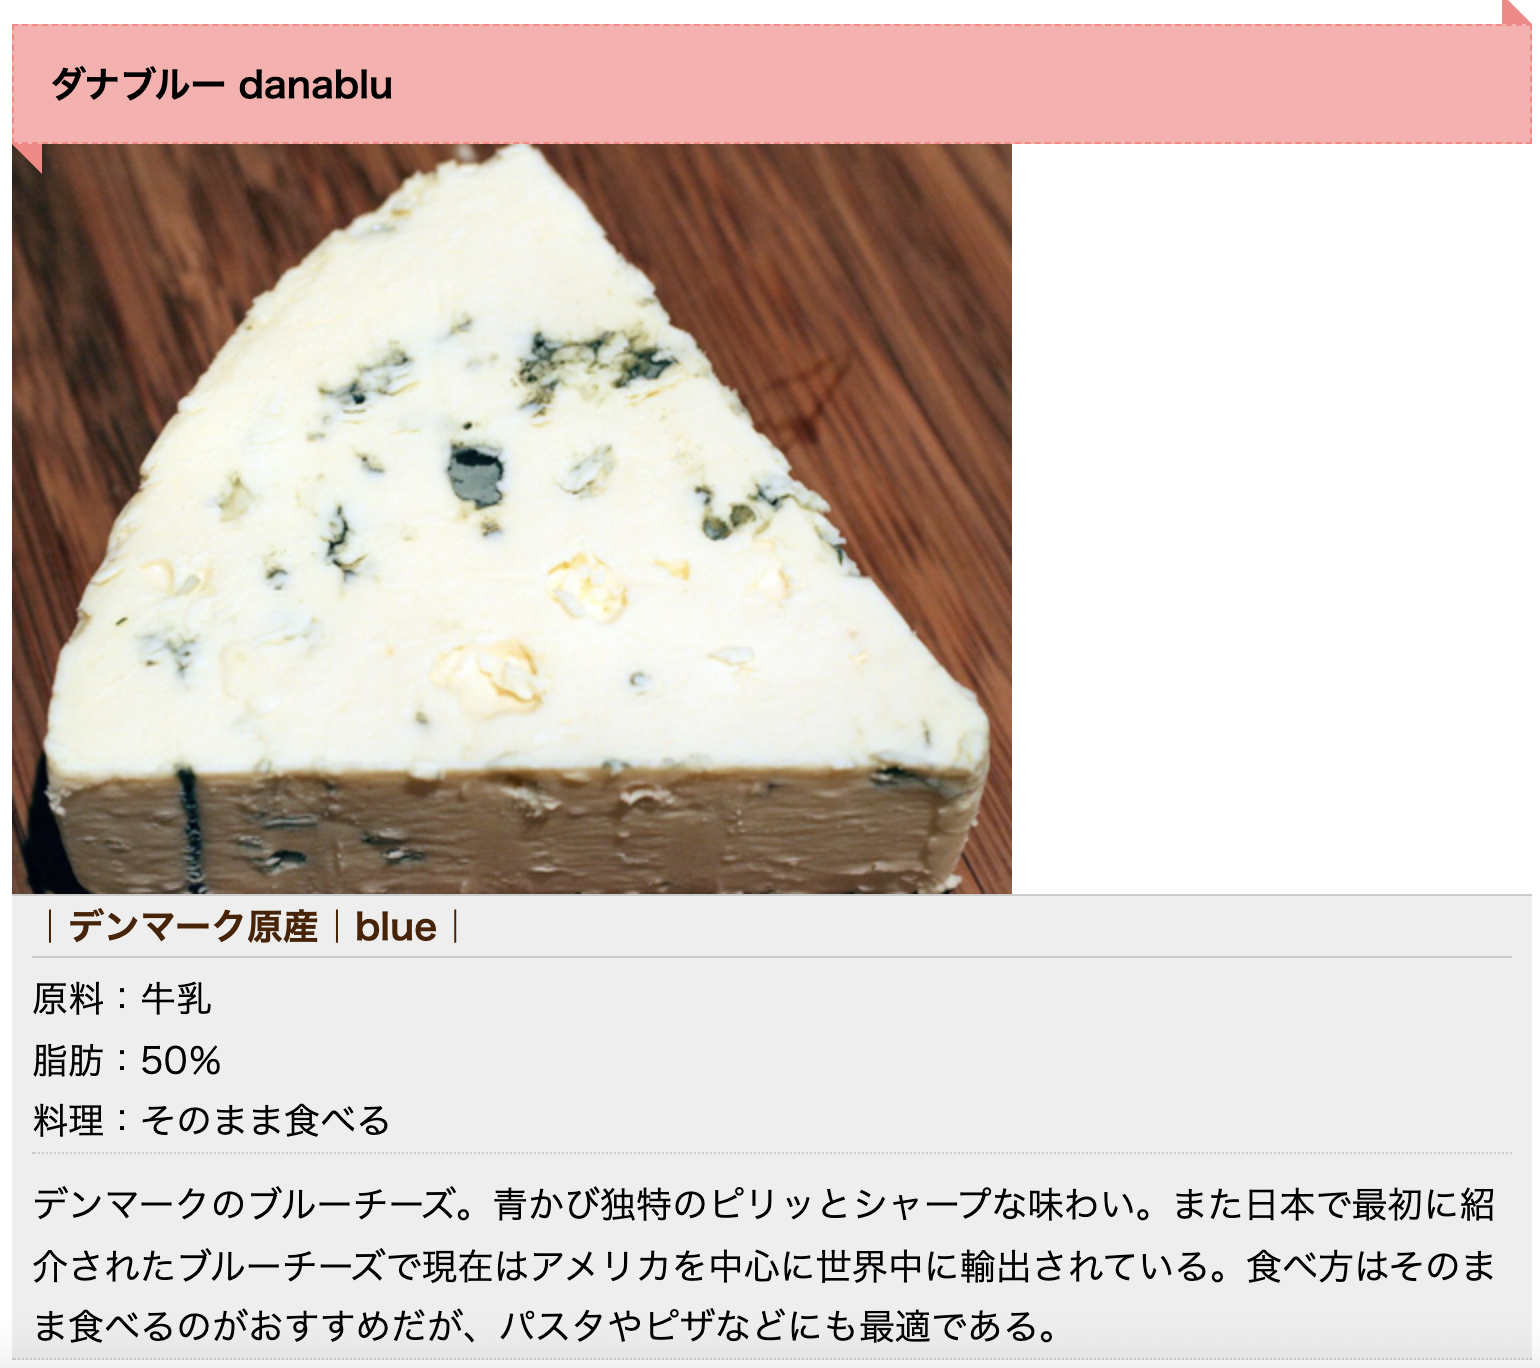 ダナブルー danablu
｜デンマーク原産｜blue｜
原料：牛乳
脂肪：50%
料理：そのまま食べる
デンマークのブルーチーズ。青かび独特のピリッとシャープな味わい。また日本で最初に紹
介されたブルーチーズで現在はアメリカを中心に世界中に輸出されている。食べ方はそのま
ま食べるのがおすすめだが、パスタやピザなどにも最適である。